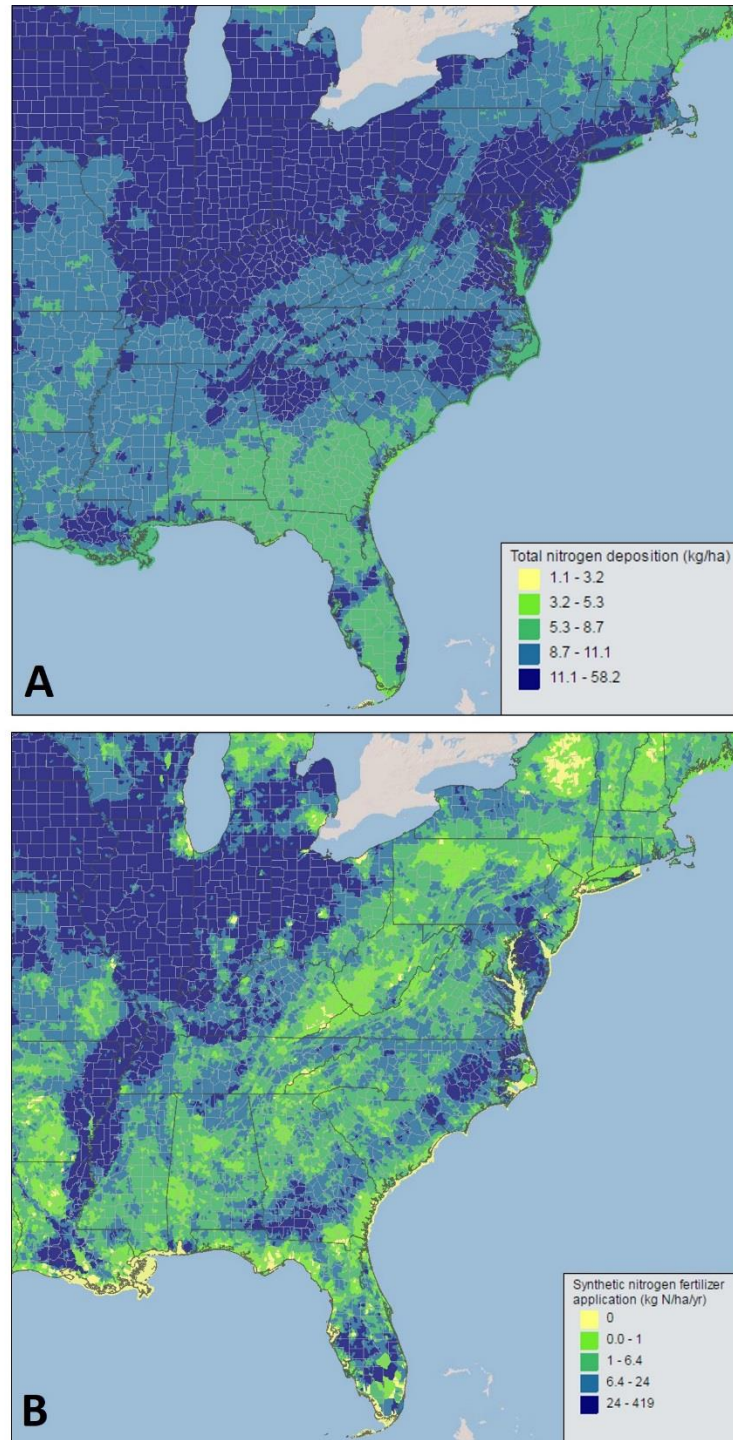 Total nitrogen deposition (kg/ha)
1.1 - 3.2
3.2 - 5.3
5.3 - 8.7
8.7 - 11.1
11.1 - 58.2
A
Synthetic nitrogen fertilizer
application (kg N/ha/yr)
0
0.0 - 1
1 - 6.4
6.4 - 24
24 - 419
B